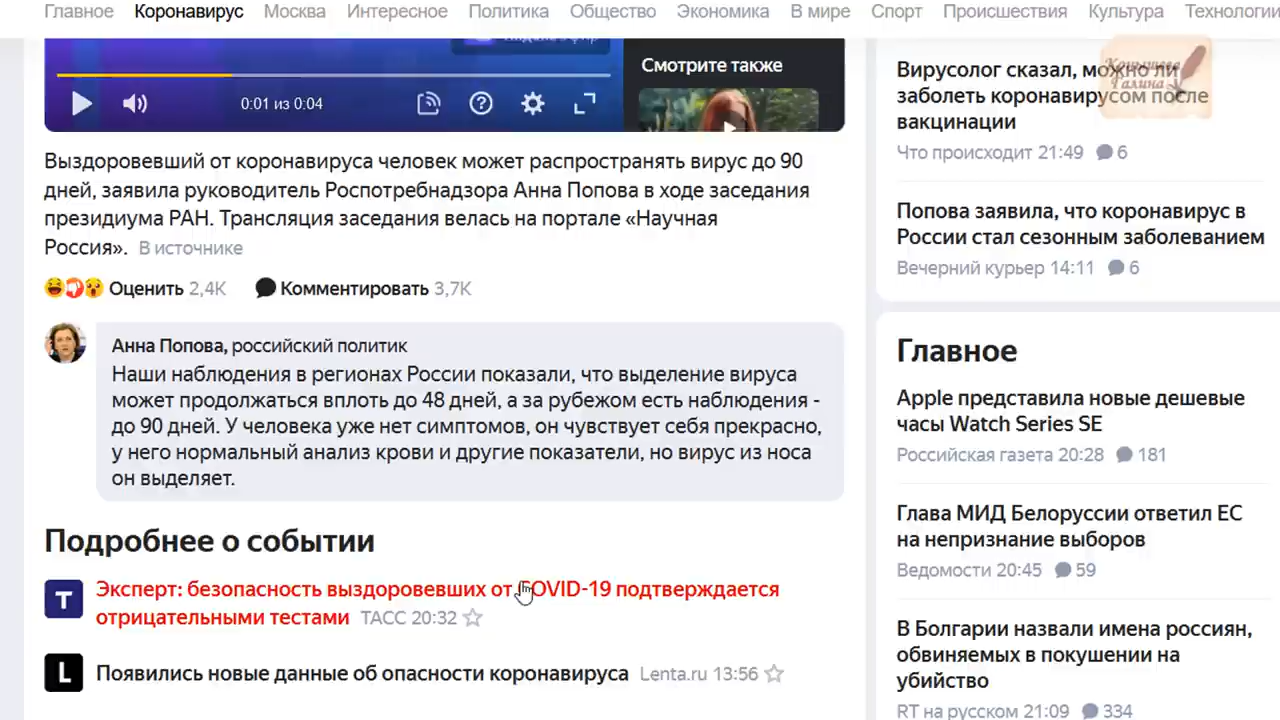 Главное Коронавирус Москва Интересное Политика Общество Экономика В мире Спорт Происшествия Культура Технологии
Смотрите также
0:01 из 0:04
Выздоровевший от коронавируса человек может распространять вирус до 90
дней, заявила руководитель Роспотребнадзора Анна Попова в ходе заседания
президиума РАН. Трансляция заседания велась на портале «Научная
Россия». В источнике
Оценить 2,4K Комментировать 3,7K
Анна Попова, российский политик
Наши наблюдения в регионах России показали, что выделение вируса
может продолжаться вплоть до 48 дней, а за рубежом есть наблюдения -
до 90 дней. У человека уже нет симптомов, он чувствует себя прекрасно,
у него нормальный анализ крови и другие показатели, но вирус из носа
он выделяет.
Подробнее о событии
T
Эксперт: безопасность выздоровевших от COVID-19 подтверждается
отрицательными тестами ТАСС 20:32
L
Появились новые данные об опасности коронавируса Lenta.ru 13:56
Вирусолог сказал, можно ли
заболеть коронавирусом после
вакцинации
Что происходит 21:49 6
Конышева
Галина
Попова заявила, что коронавирус в
России стал сезонным заболеванием
Вечерний курьер 14:11 6
Главное
Apple представила новые дешевые
часы Watch Series SE
Российская газета 20:28 181
Глава МИД Белоруссии ответил ЕС
на непризнание выборов
Ведомости 20:45 59
В Болгарии назвали имена россиян,
обвиняемых в покушении на
убийство
RT на русском 21:09 334